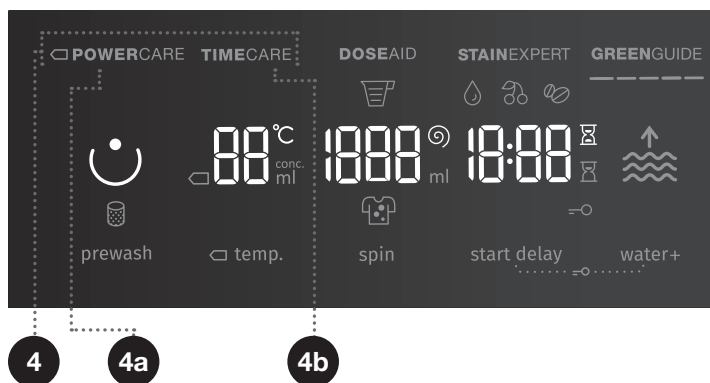 POWERCARE TIMECARE DOSEAID STAINEXPERT GREENGUIDE
88 °C 1888 18:88
conc.
ml ml
prewash temp. spin start delay water+
4 4a 4b